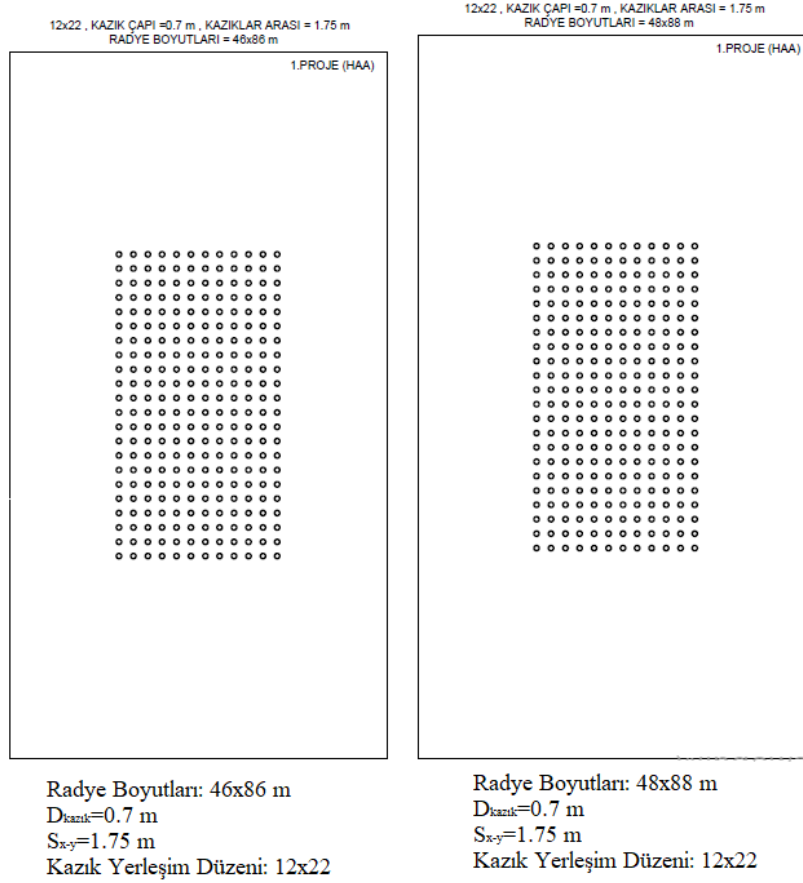 12x22 , KAZIK ÇAPI =0.7 m , KAZIKLAR ARASI = 1.75 m
RADYE BOYUTLARI = 46x86 m
1.PROJE (HAA)
Radye Boyutları: 46x86 m
Dkazık=0.7 m
Sx-y=1.75 m
Kazık Yerleşim Düzeni: 12x22
12x22 , KAZIK ÇAPI =0.7 m , KAZIKLAR ARASI = 1.75 m
RADYE BOYUTLARI = 48x88 m
1.PROJE (HAA)
Radye Boyutları: 48x88 m
Dkazık=0.7 m
Sx-y=1.75 m
Kazık Yerleşim Düzeni: 12x22